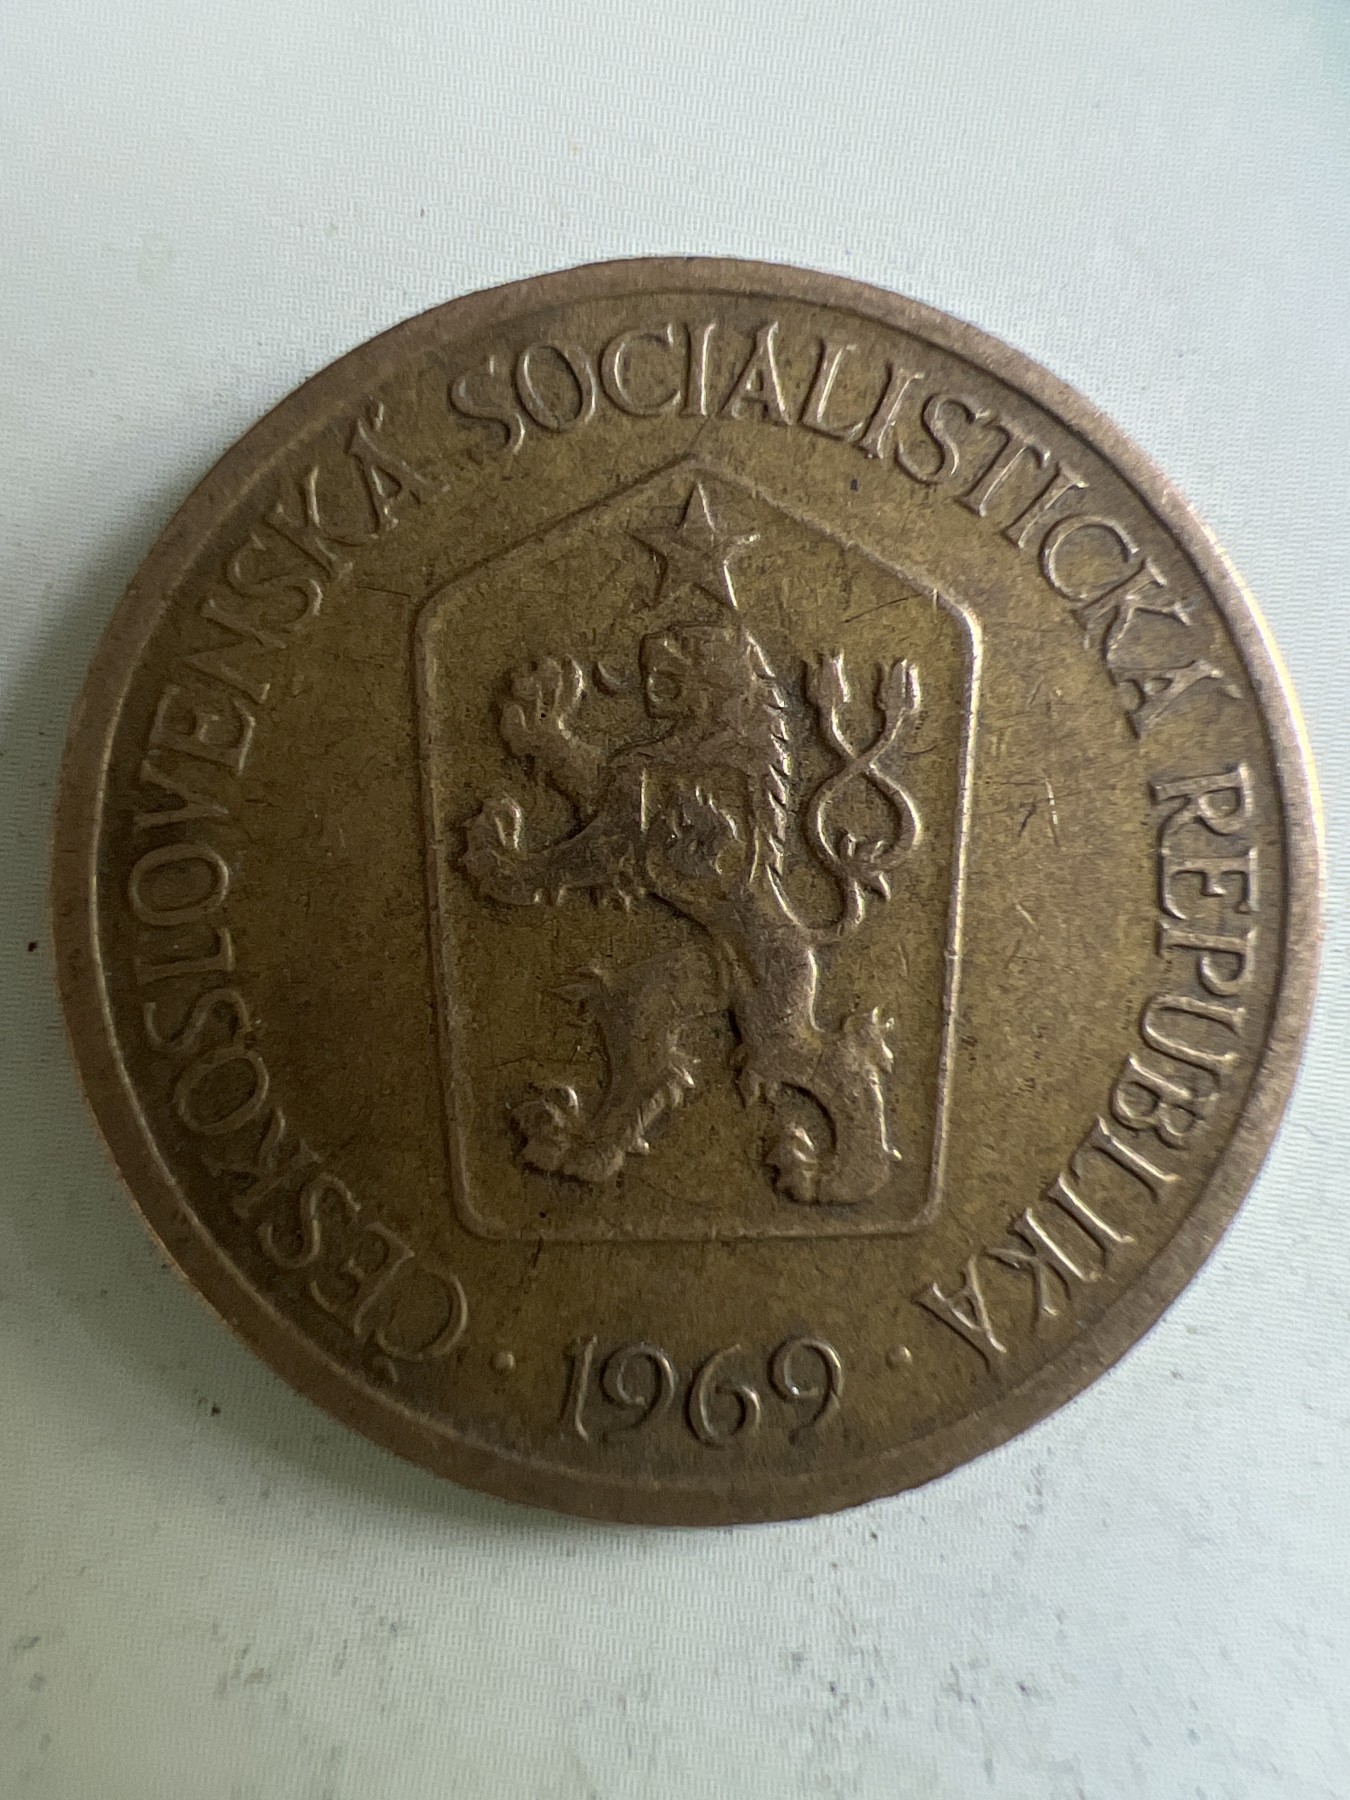 ČESKOSLOVENSKÁ SOCIALISTICKÁ REPUBLIKA
· 1969 ·